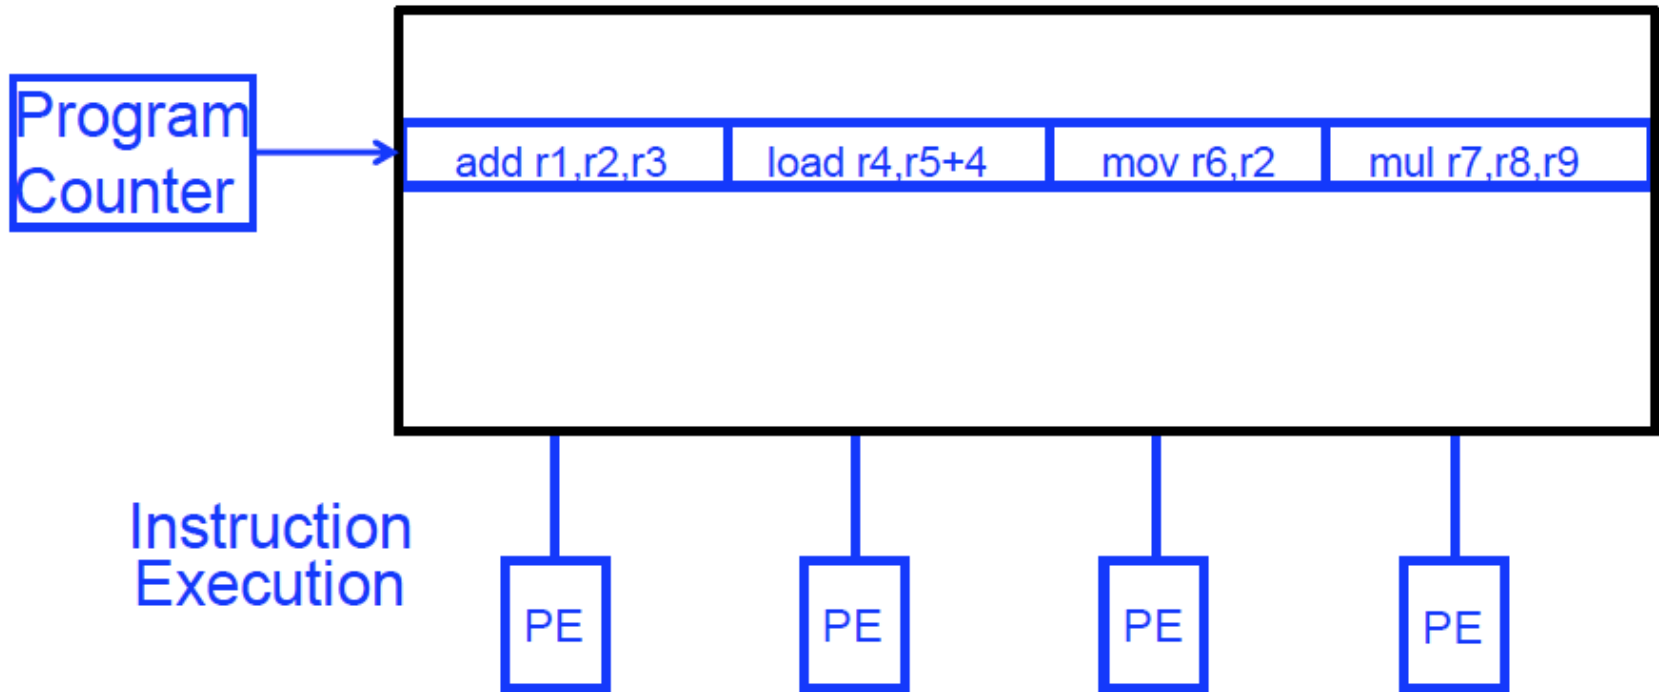 Program
Counter
add r1,r2,r3
load r4,r5+4
mov r6,r2
mul r7,r8,r9
Instruction
Execution
PE
PE
PE
PE